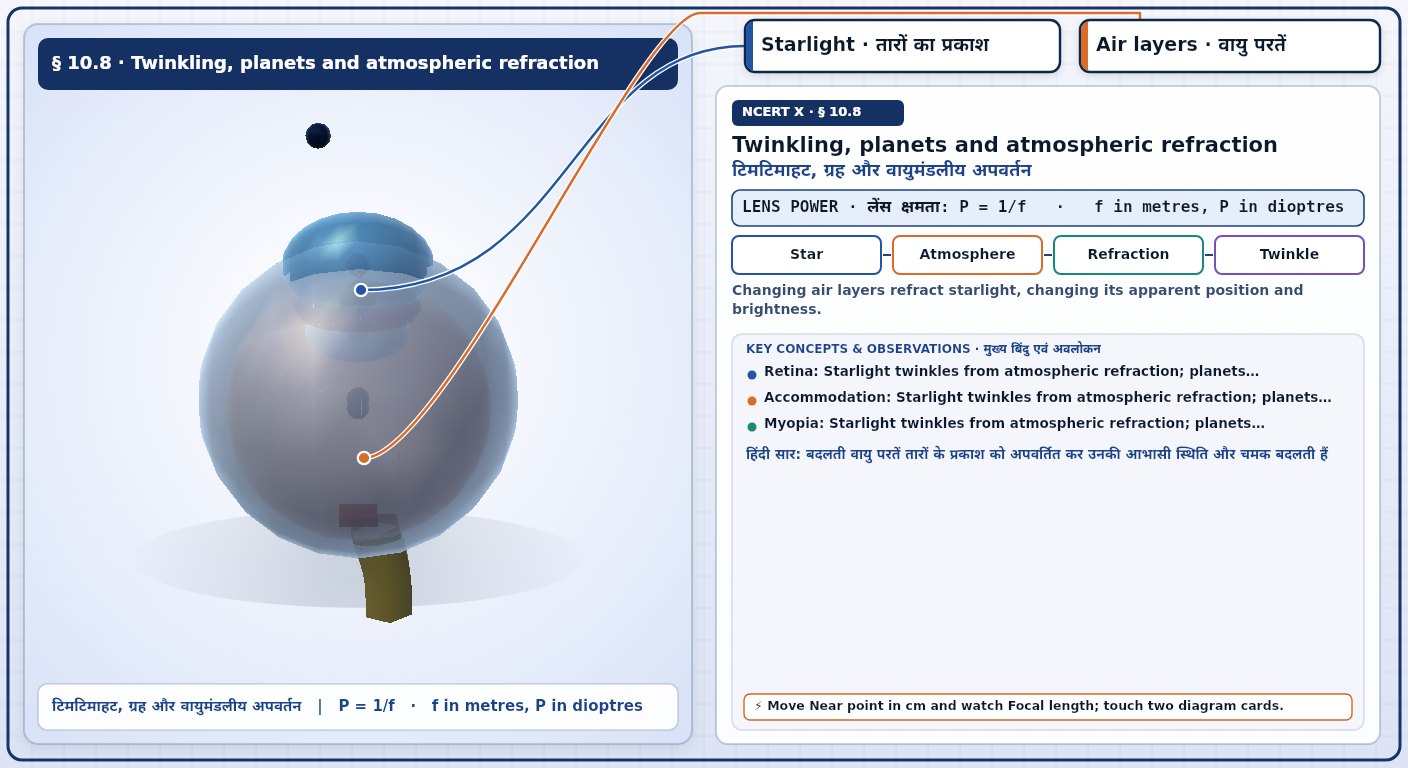 § 10.8 · Twinkling, planets and atmospheric refraction
Starlight · तारों का प्रकाश
Air layers · वायु परतें
NCERT X · § 10.8
Twinkling, planets and atmospheric refraction
टिमटिमाहट, ग्रह और वायुमंडलीय अपवर्तन
LENS POWER · लेंस क्षमता: P = 1/f · f in metres, P in dioptres
Star
Atmosphere
Refraction
Twinkle
Changing air layers refract starlight, changing its apparent position and
brightness.
KEY CONCEPTS & OBSERVATIONS · मुख्य बिंदु एवं अवलोकन
Retina: Starlight twinkles from atmospheric refraction; planets…
Accommodation: Starlight twinkles from atmospheric refraction; planets…
Myopia: Starlight twinkles from atmospheric refraction; planets…
हिंदी सार: बदलती वायु परतें तारों के प्रकाश को अपवर्तित कर उनकी आभासी स्थिति और चमक बदलती हैं
⚡ Move Near point in cm and watch Focal length; touch two diagram cards.
टिमटिमाहट, ग्रह और वायुमंडलीय अपवर्तन | P = 1/f · f in metres, P in dioptres